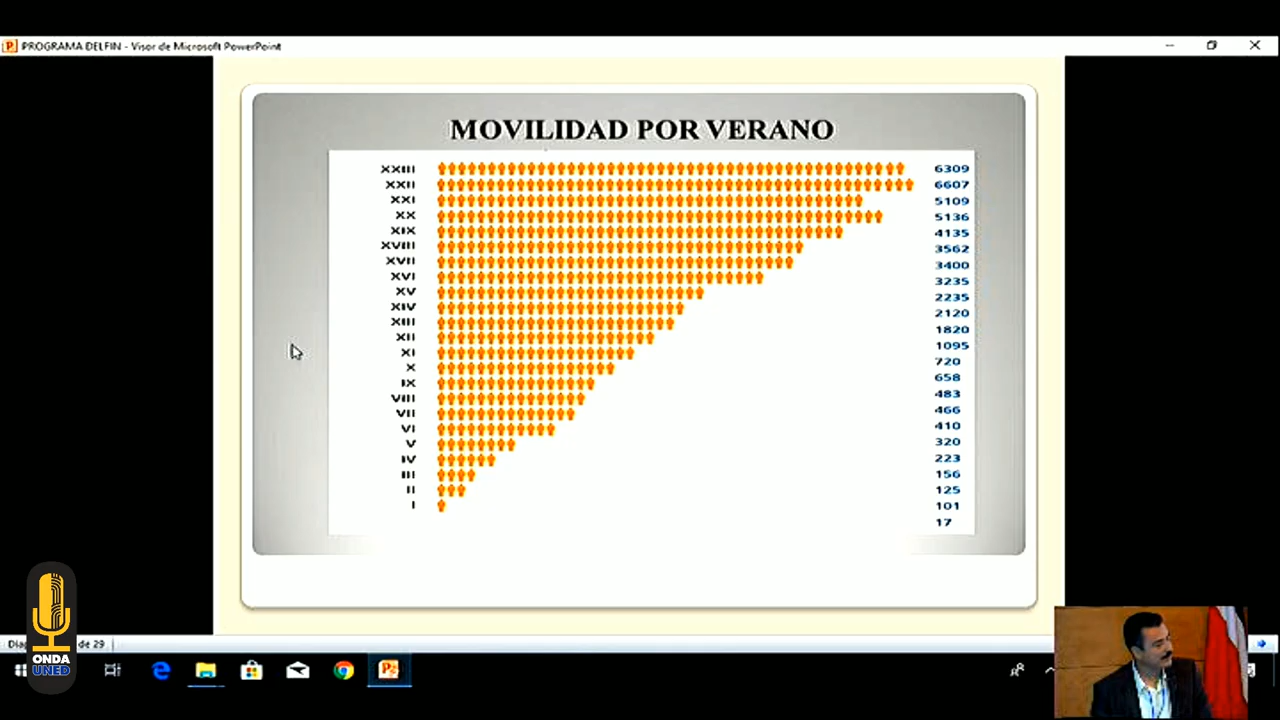 PROGRAMA DELFIN - Visor de Microsoft PowerPoint
MOVILIDAD POR VERANO
XXIII 6309
XXII 6607
XXI 5109
XX 5136
XIX 4135
XVIII 3562
XVII 3400
XVI 3235
XV 2235
XIV 2120
XIII 1820
XII 1095
XI 720
X 658
IX 483
VIII 466
VII 410
VI 320
V 223
IV 156
III 125
II 101
I 17
de 29
ONDA
UNED